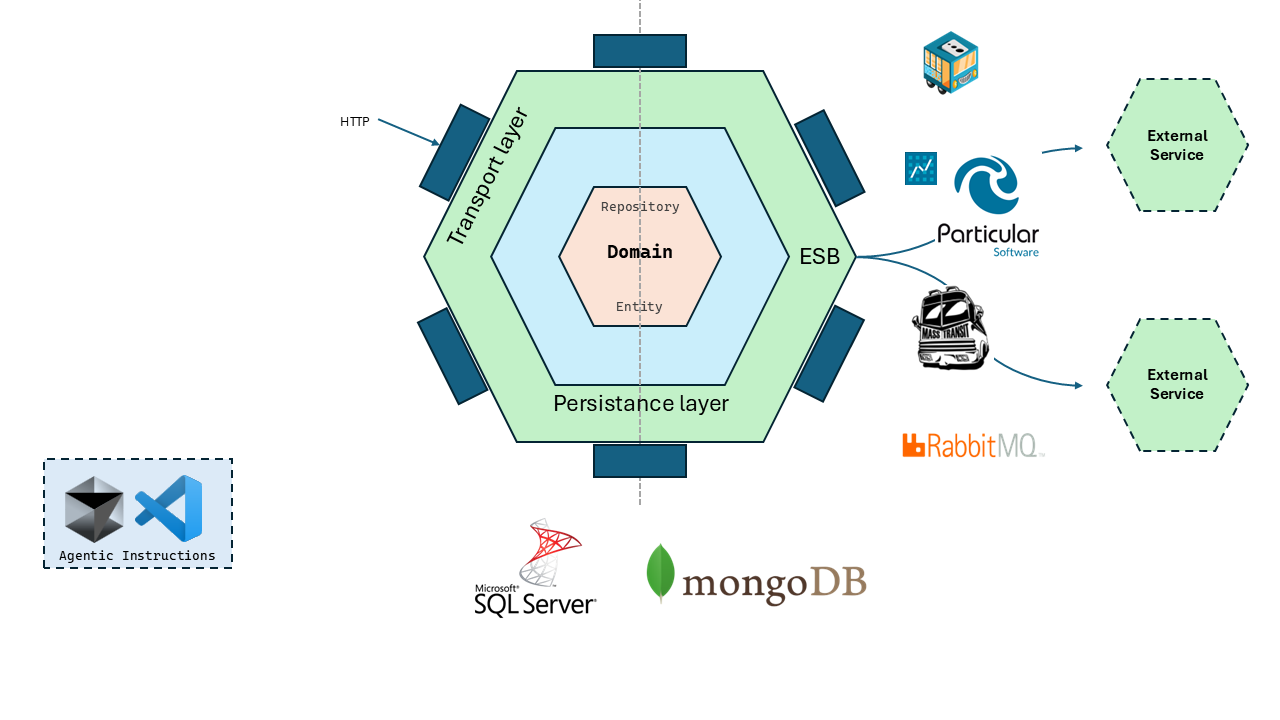 HTTP
Transport layer
Repository
Domain
Entity
ESB
Persistance layer
Particular
Software
MASS TRANSIT
RabbitMQ
External
Service
External
Service
Agentic Instructions
Microsoft®
SQL Server®
mongoDB